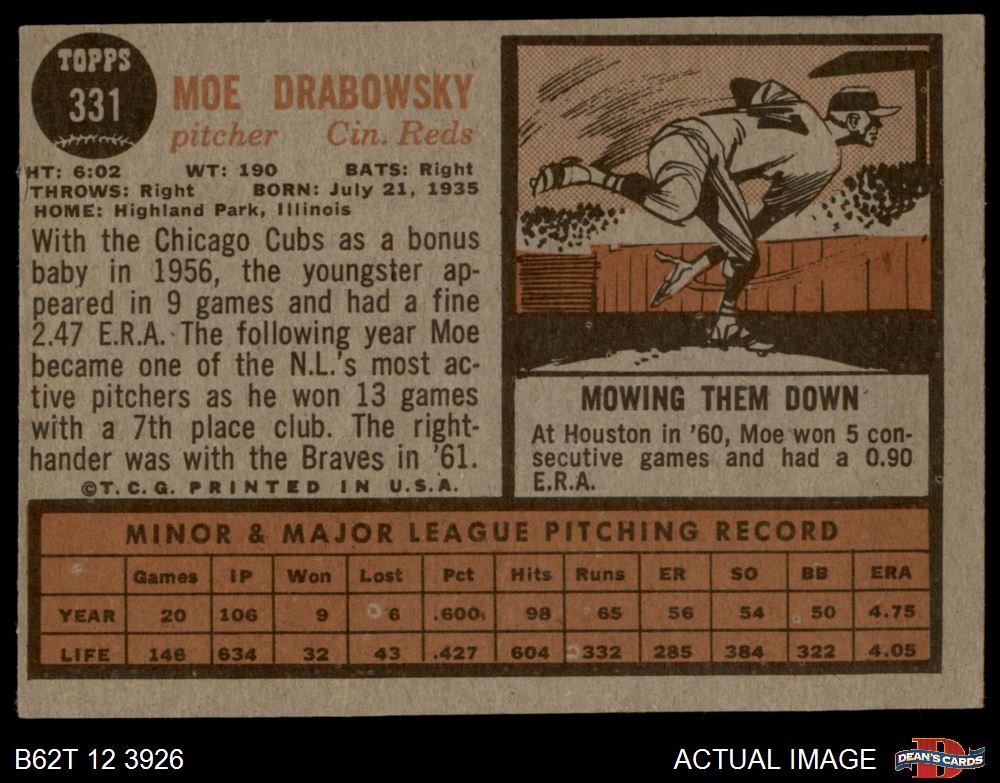 TOPPS
331
MOE DRABOWSKY
pitcher Cin. Reds
HT: 6:02 WT: 190 BATS: Right
THROWS: Right BORN: July 21, 1935
HOME: Highland Park, Illinois
With the Chicago Cubs as a bonus
baby in 1956, the youngster ap-
peared in 9 games and had a fine
2.47 E.R.A. The following year Moe
became one of the N.L.'s most ac-
tive pitchers as he won 13 games
with a 7th place club. The right-
hander was with the Braves in '61.
©T.C.G. PRINTED IN U.S.A.
MOWING THEM DOWN
At Houston in '60, Moe won 5 con-
secutive games and had a 0.90
E.R.A.
MINOR & MAJOR LEAGUE PITCHING RECORD
Games IP Won Lost Pct Hits Runs ER SO BB ERA
YEAR 20 106 9 6 .600 98 65 56 54 50 4.75
LIFE 146 634 32 43 .427 604 332 285 384 322 4.05
B62T 12 3926 ACTUAL IMAGE
DEAN'S CARDS